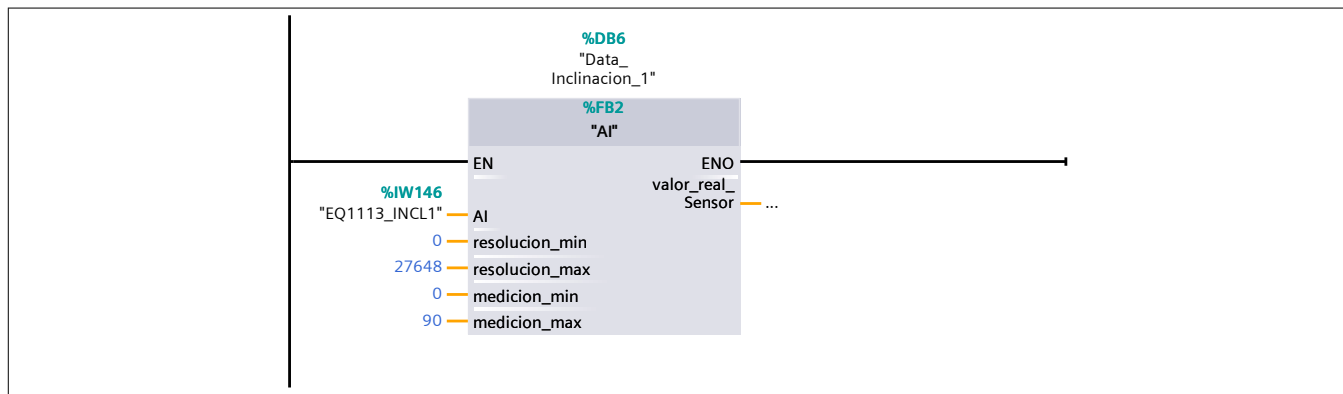 %DB6
"Data_
Inclinacion_1"
%FB2
"AI"
EN
ENO
%IW146
"EQ1113_INCL1"
AI
valor_real_
Sensor
...
0
resolucion_min
27648
resolucion_max
0
medicion_min
90
medicion_max